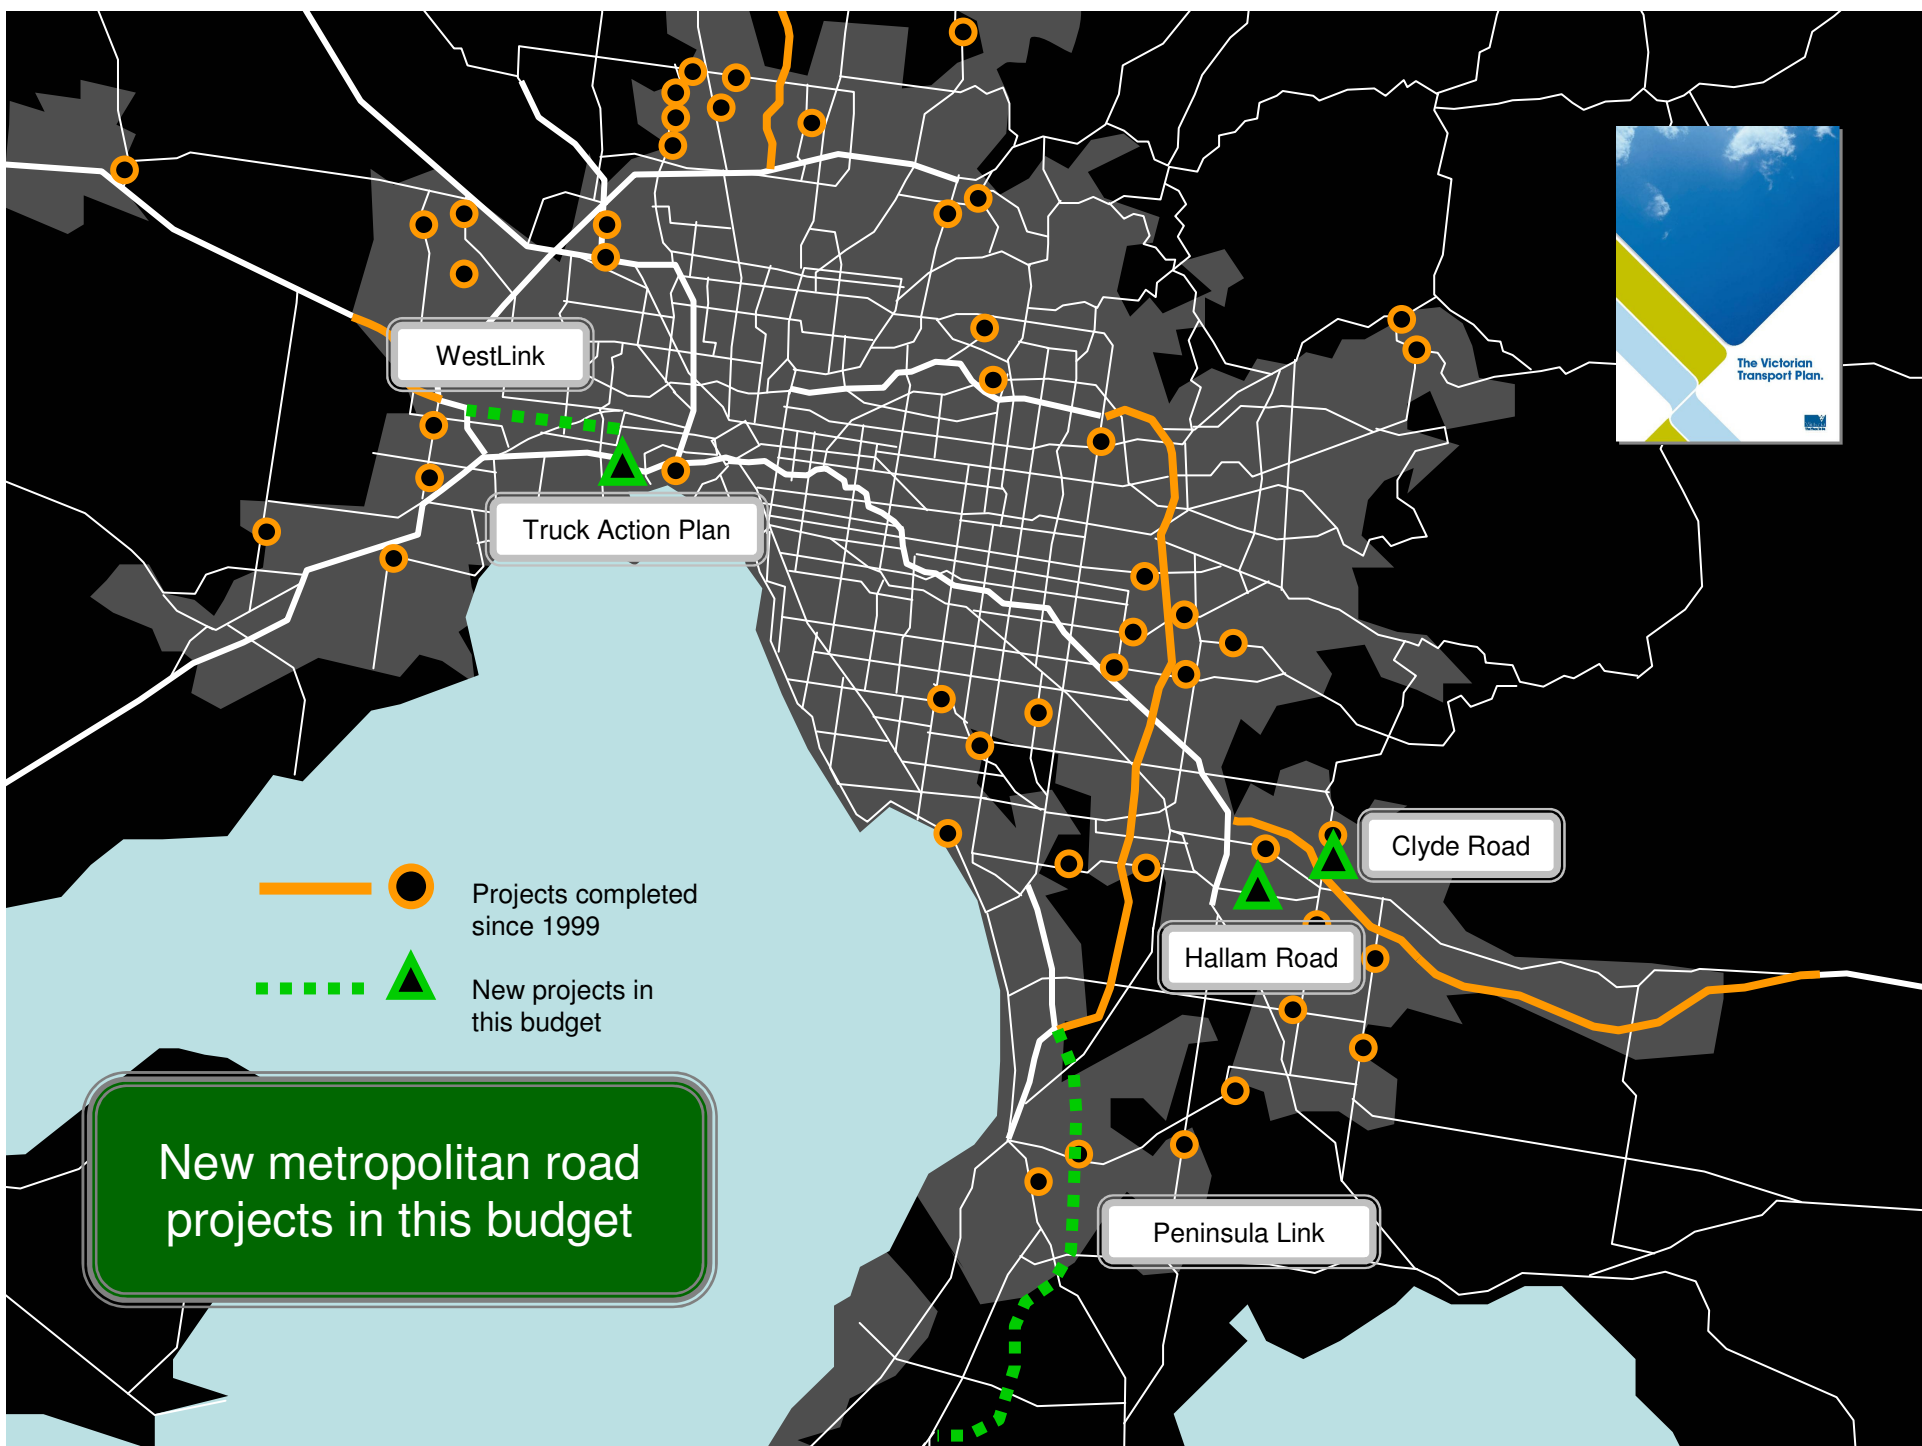 The Victorian
Transport Plan.
WestLink
Truck Action Plan
Clyde Road
Projects completed
since 1999
Hallam Road
New projects in
this budget
New metropolitan road
projects in this budget
Peninsula Link